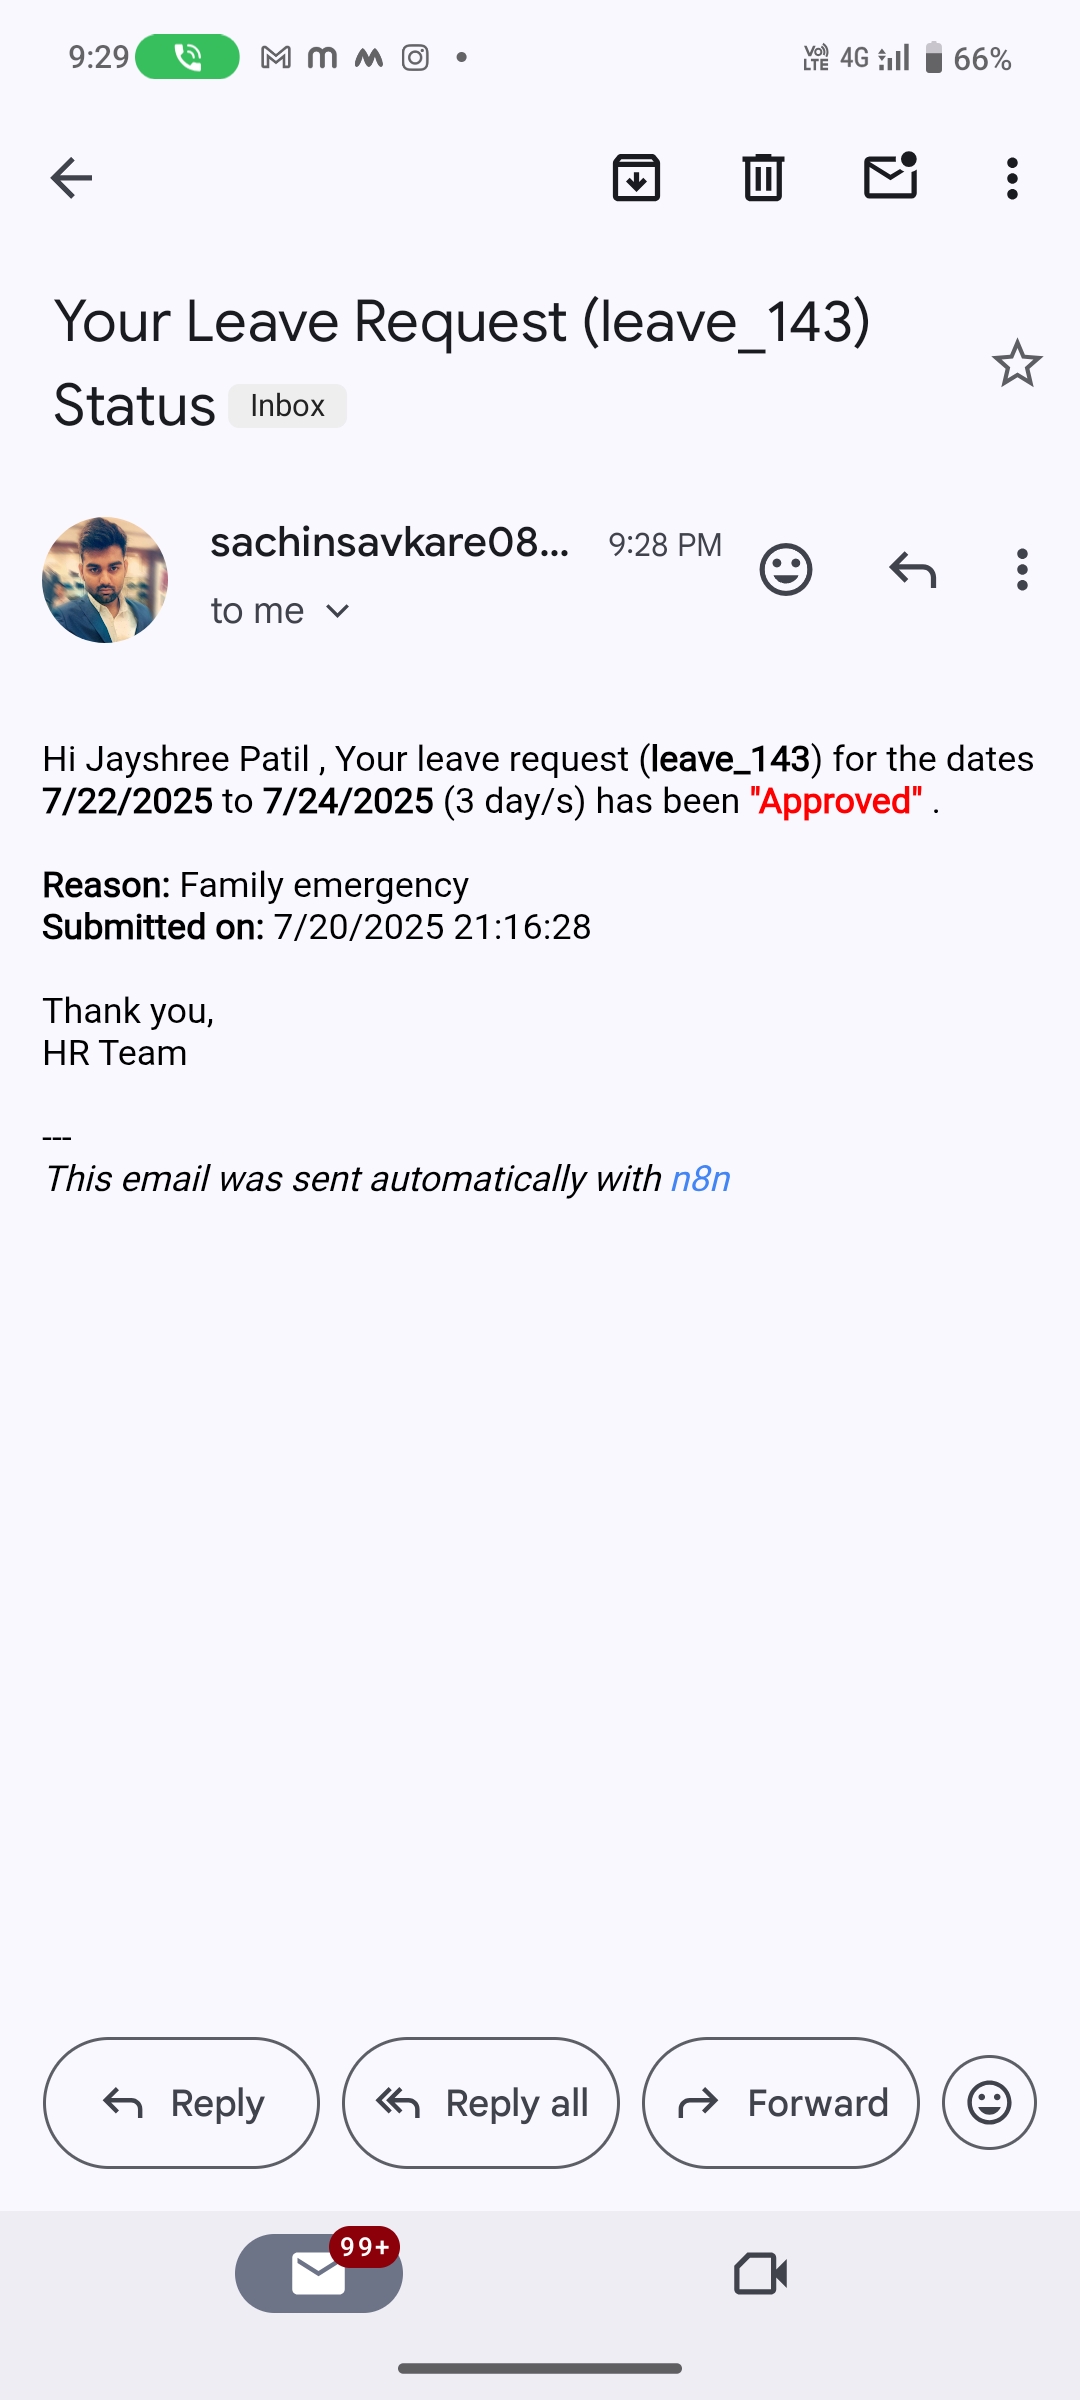 9:29 VoLTE 4G 66%
Your Leave Request (leave_143)
Status Inbox
sachinsavkare08... 9:28 PM
to me
Hi Jayshree Patil , Your leave request (leave_143) for the dates
7/22/2025 to 7/24/2025 (3 day/s) has been "Approved" .
Reason: Family emergency
Submitted on: 7/20/2025 21:16:28
Thank you,
HR Team
---
This email was sent automatically with n8n
Reply Reply all Forward
99+